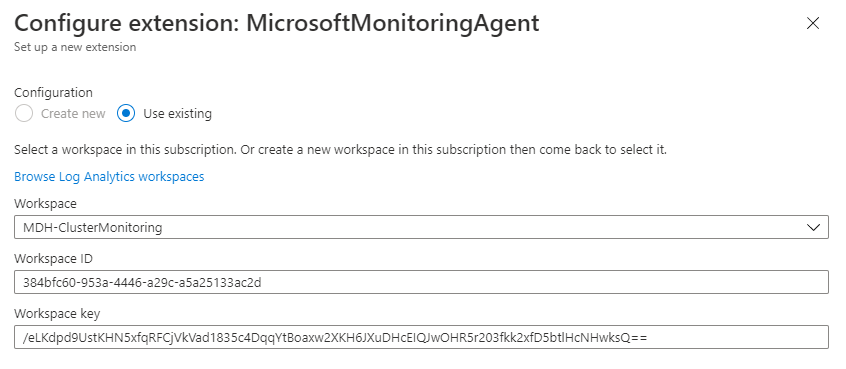 Configure extension: MicrosoftMonitoringAgent
Set up a new extension
Configuration
Create new
Use existing
Select a workspace in this subscription. Or create a new workspace in this subscription then come back to select it.
Browse Log Analytics workspaces
Workspace
MDH-ClusterMonitoring
Workspace ID
384bfc60-953a-4446-a29c-a5a25133ac2d
Workspace key
/eLKdpd9UstKHN5xfqRFCjVkVad1835c4DqqYtBoaxw2XKH6JXuDHcEIQJwOHR5r203fkk2xfD5btlHcNHwksQ==